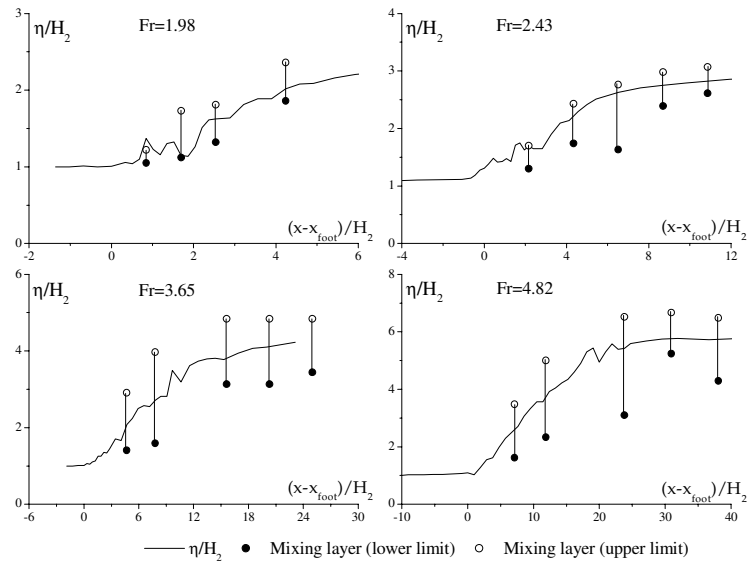 η/H2 Fr=1.98
3
2
1
0
-2 0 2 4 6
(x-xfoot)/H2
η/H2 Fr=2.43
4
3
2
1
0
-4 0 4 8 12
(x-xfoot)/H2
η/H2 Fr=3.65
6
4
2
0
-6 0 6 12 18 24 30
(x-xfoot)/H2
η/H2 Fr=4.82
8
6
4
2
0
-10 0 10 20 30 40
(x-xfoot)/H2
η/H2 Mixing layer (lower limit) Mixing layer (upper limit)